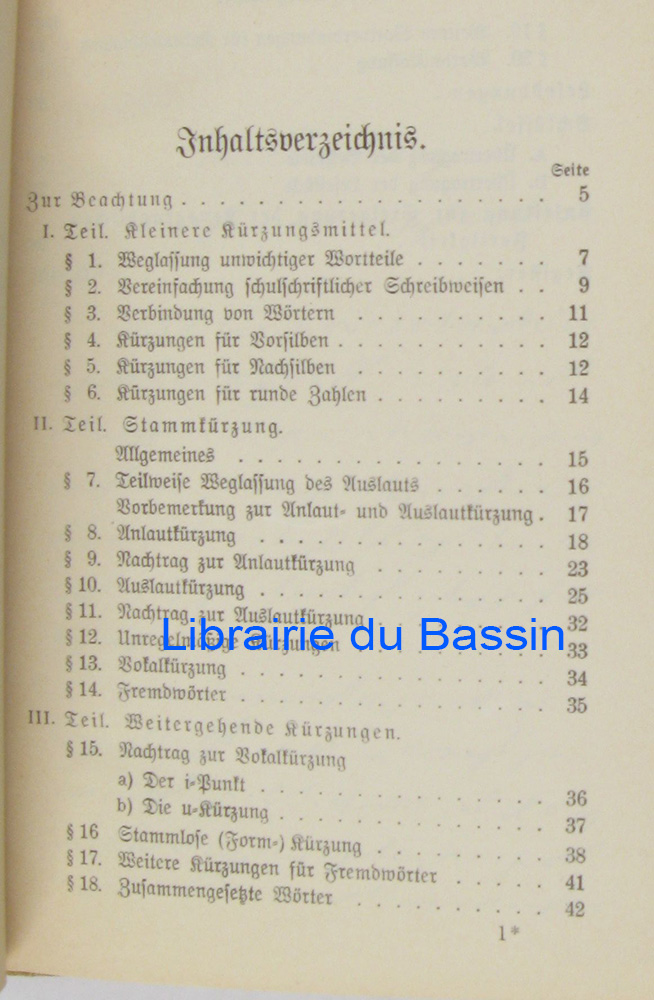 Inhaltsverzeichnis.
Seite
Zur Beachtung . . . . . . . . . . . . . . . . 5
I. Teil. Kleinere Kürzungsmittel.
§ 1. Weglassung unwichtiger Wortteile . . . . . . . 7
§ 2. Vereinfachung schulschriftlicher Schreibweisen . . 9
§ 3. Verbindung von Wörtern . . . . . . . . . 11
§ 4. Kürzungen für Vorsilben . . . . . . . . . . 12
§ 5. Kürzungen für Nachsilben . . . . . . . . 12
§ 6. Kürzungen für runde Zahlen . . . . . . . . 14
II. Teil. Stammkürzung.
Allgemeines . . . . . . . . . . . . . . . 15
§ 7. Teilweise Weglassung des Auslauts . . . . . . 16
Vorbemerkung zur Anlaut- und Auslautkürzung . 17
§ 8. Anlautkürzung . . . . . . . . . . . . . . 18
§ 9. Nachtrag zur Anlautkürzung . . . . . . . . 23
§ 10. Auslautkürzung . . . . . . . . . . . . . . 25
§ 11. Nachtrag zur Auslautkürzung . . . . . . . . 32
§ 12. Unregelmäßige Kürzungen . . . . . . . . . 33
Librairie du Bassin
§ 13. Vokalkürzung . . . . . . . . . . . . . . 34
§ 14. Fremdwörter . . . . . . . . . . . . . . 35
III. Teil. Weitergehende Kürzungen.
§ 15. Nachtrag zur Vokalkürzung
a) Der i-Punkt . . . . . . . . . . . . . . 36
b) Die u-Kürzung . . . . . . . . . . . . . 37
§ 16 Stammlose (Form-) Kürzung . . . . . . . . 38
§ 17. Weitere Kürzungen für Fremdwörter . . . . . 41
§ 18. Zusammengesetzte Wörter . . . . . . . . . 42
1*